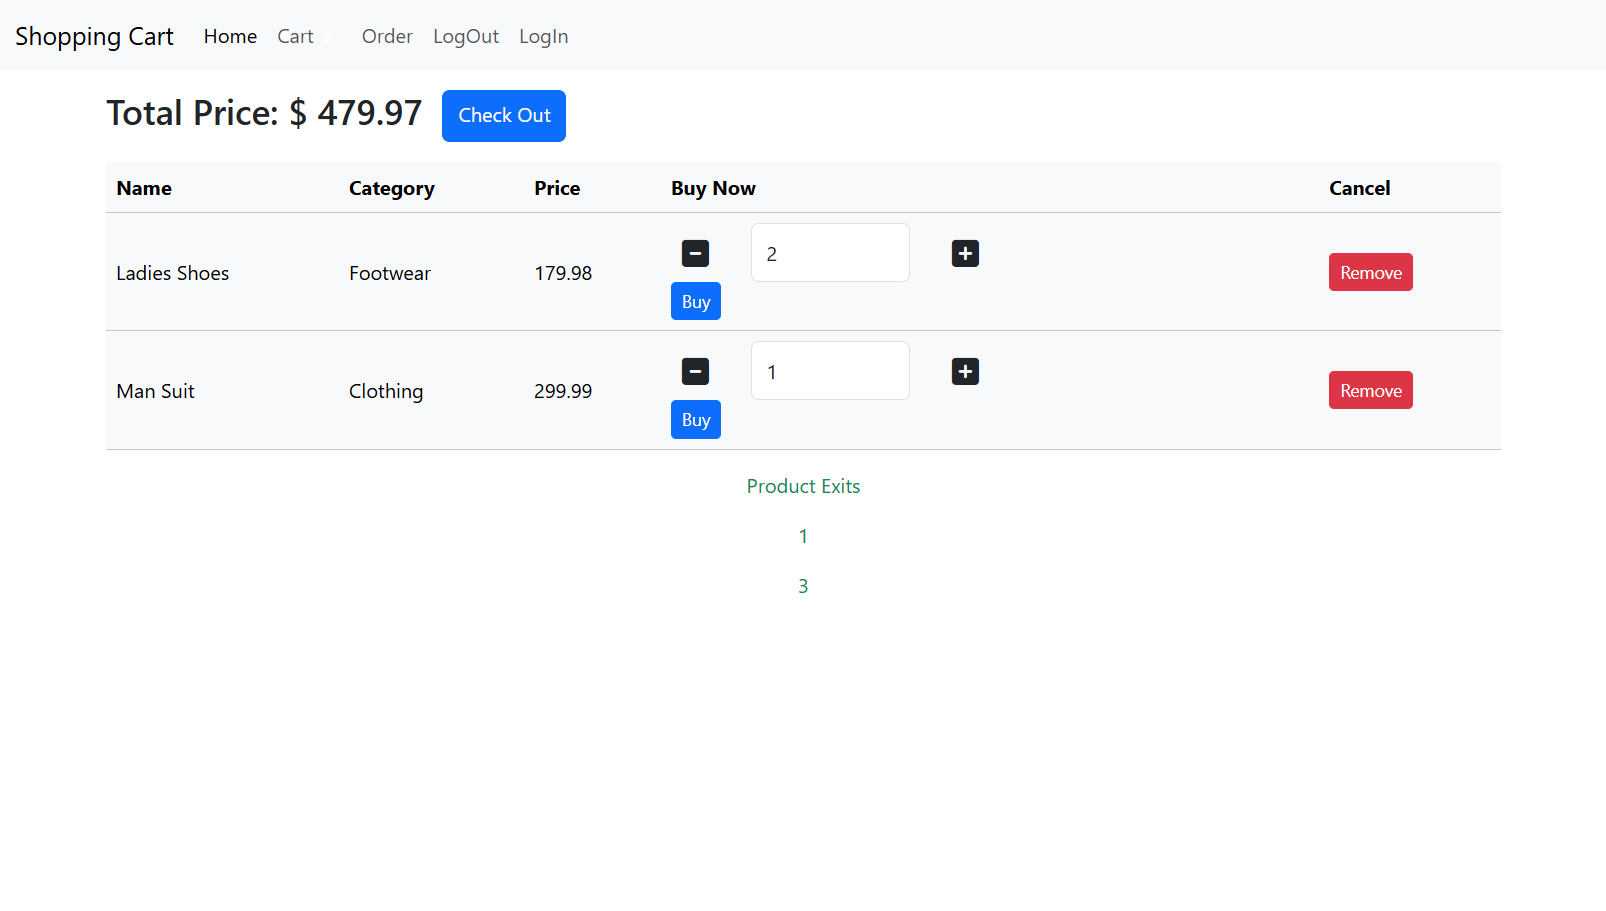 Shopping Cart Home Cart 2 Order LogOut LogIn
Total Price: $ 479.97 Check Out
Name Category Price Buy Now Cancel
Ladies Shoes Footwear 179.98 2 Remove
Buy
Man Suit Clothing 299.99 1 Remove
Buy
Product Exits
1
3